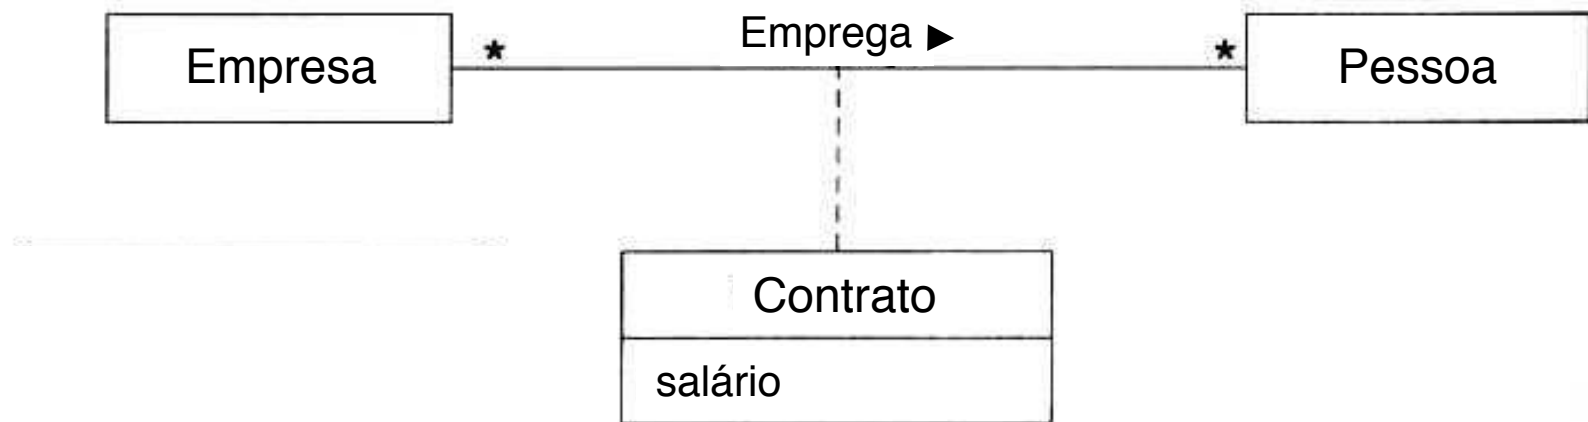 Emprega ▶
Empresa
*
*
Pessoa
Contrato
salário